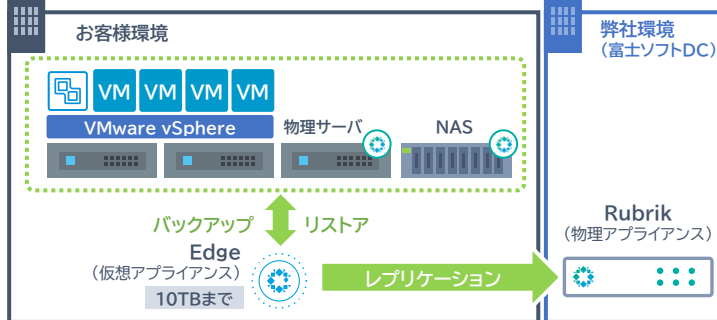 お客様環境
弊社環境
（富士ソフトDC）
VM VM VM VM
VMware vSphere
物理サーバ
NAS
バックアップ
リストア
Edge
（仮想アプライアンス）
10TBまで
レプリケーション
Rubrik
（物理アプライアンス）